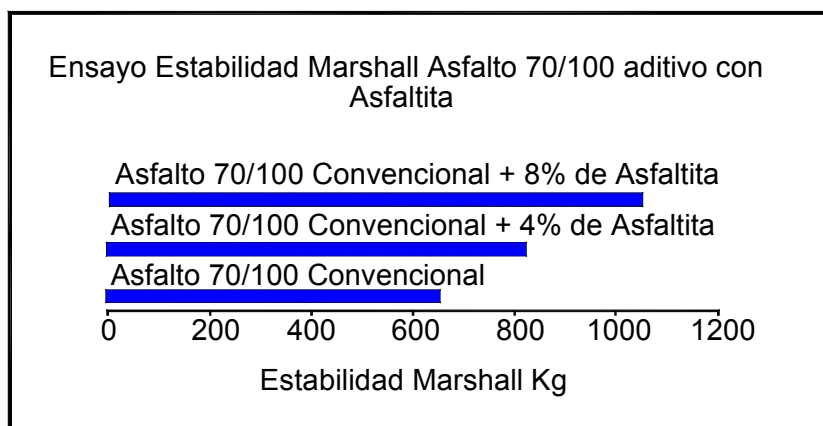 Ensayo Estabilidad Marshall Asfalto 70/100 aditivo con
Asfaltita
Asfalto 70/100 Convencional + 8% de Asfaltita
Asfalto 70/100 Convencional + 4% de Asfaltita
Asfalto 70/100 Convencional
0 200 400 600 800 1000 1200
Estabilidad Marshall Kg